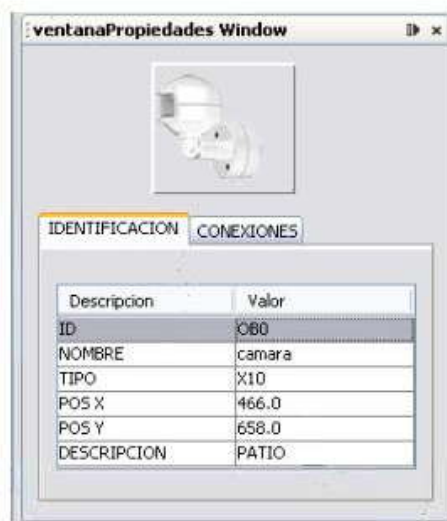 ventanaPropiedades Window
IDENTIFICACION CONEXIONES
Descripcion Valor
ID OB0
NOMBRE camara
TIPO X10
POS X 466.0
POS Y 658.0
DESCRIPCION PATIO